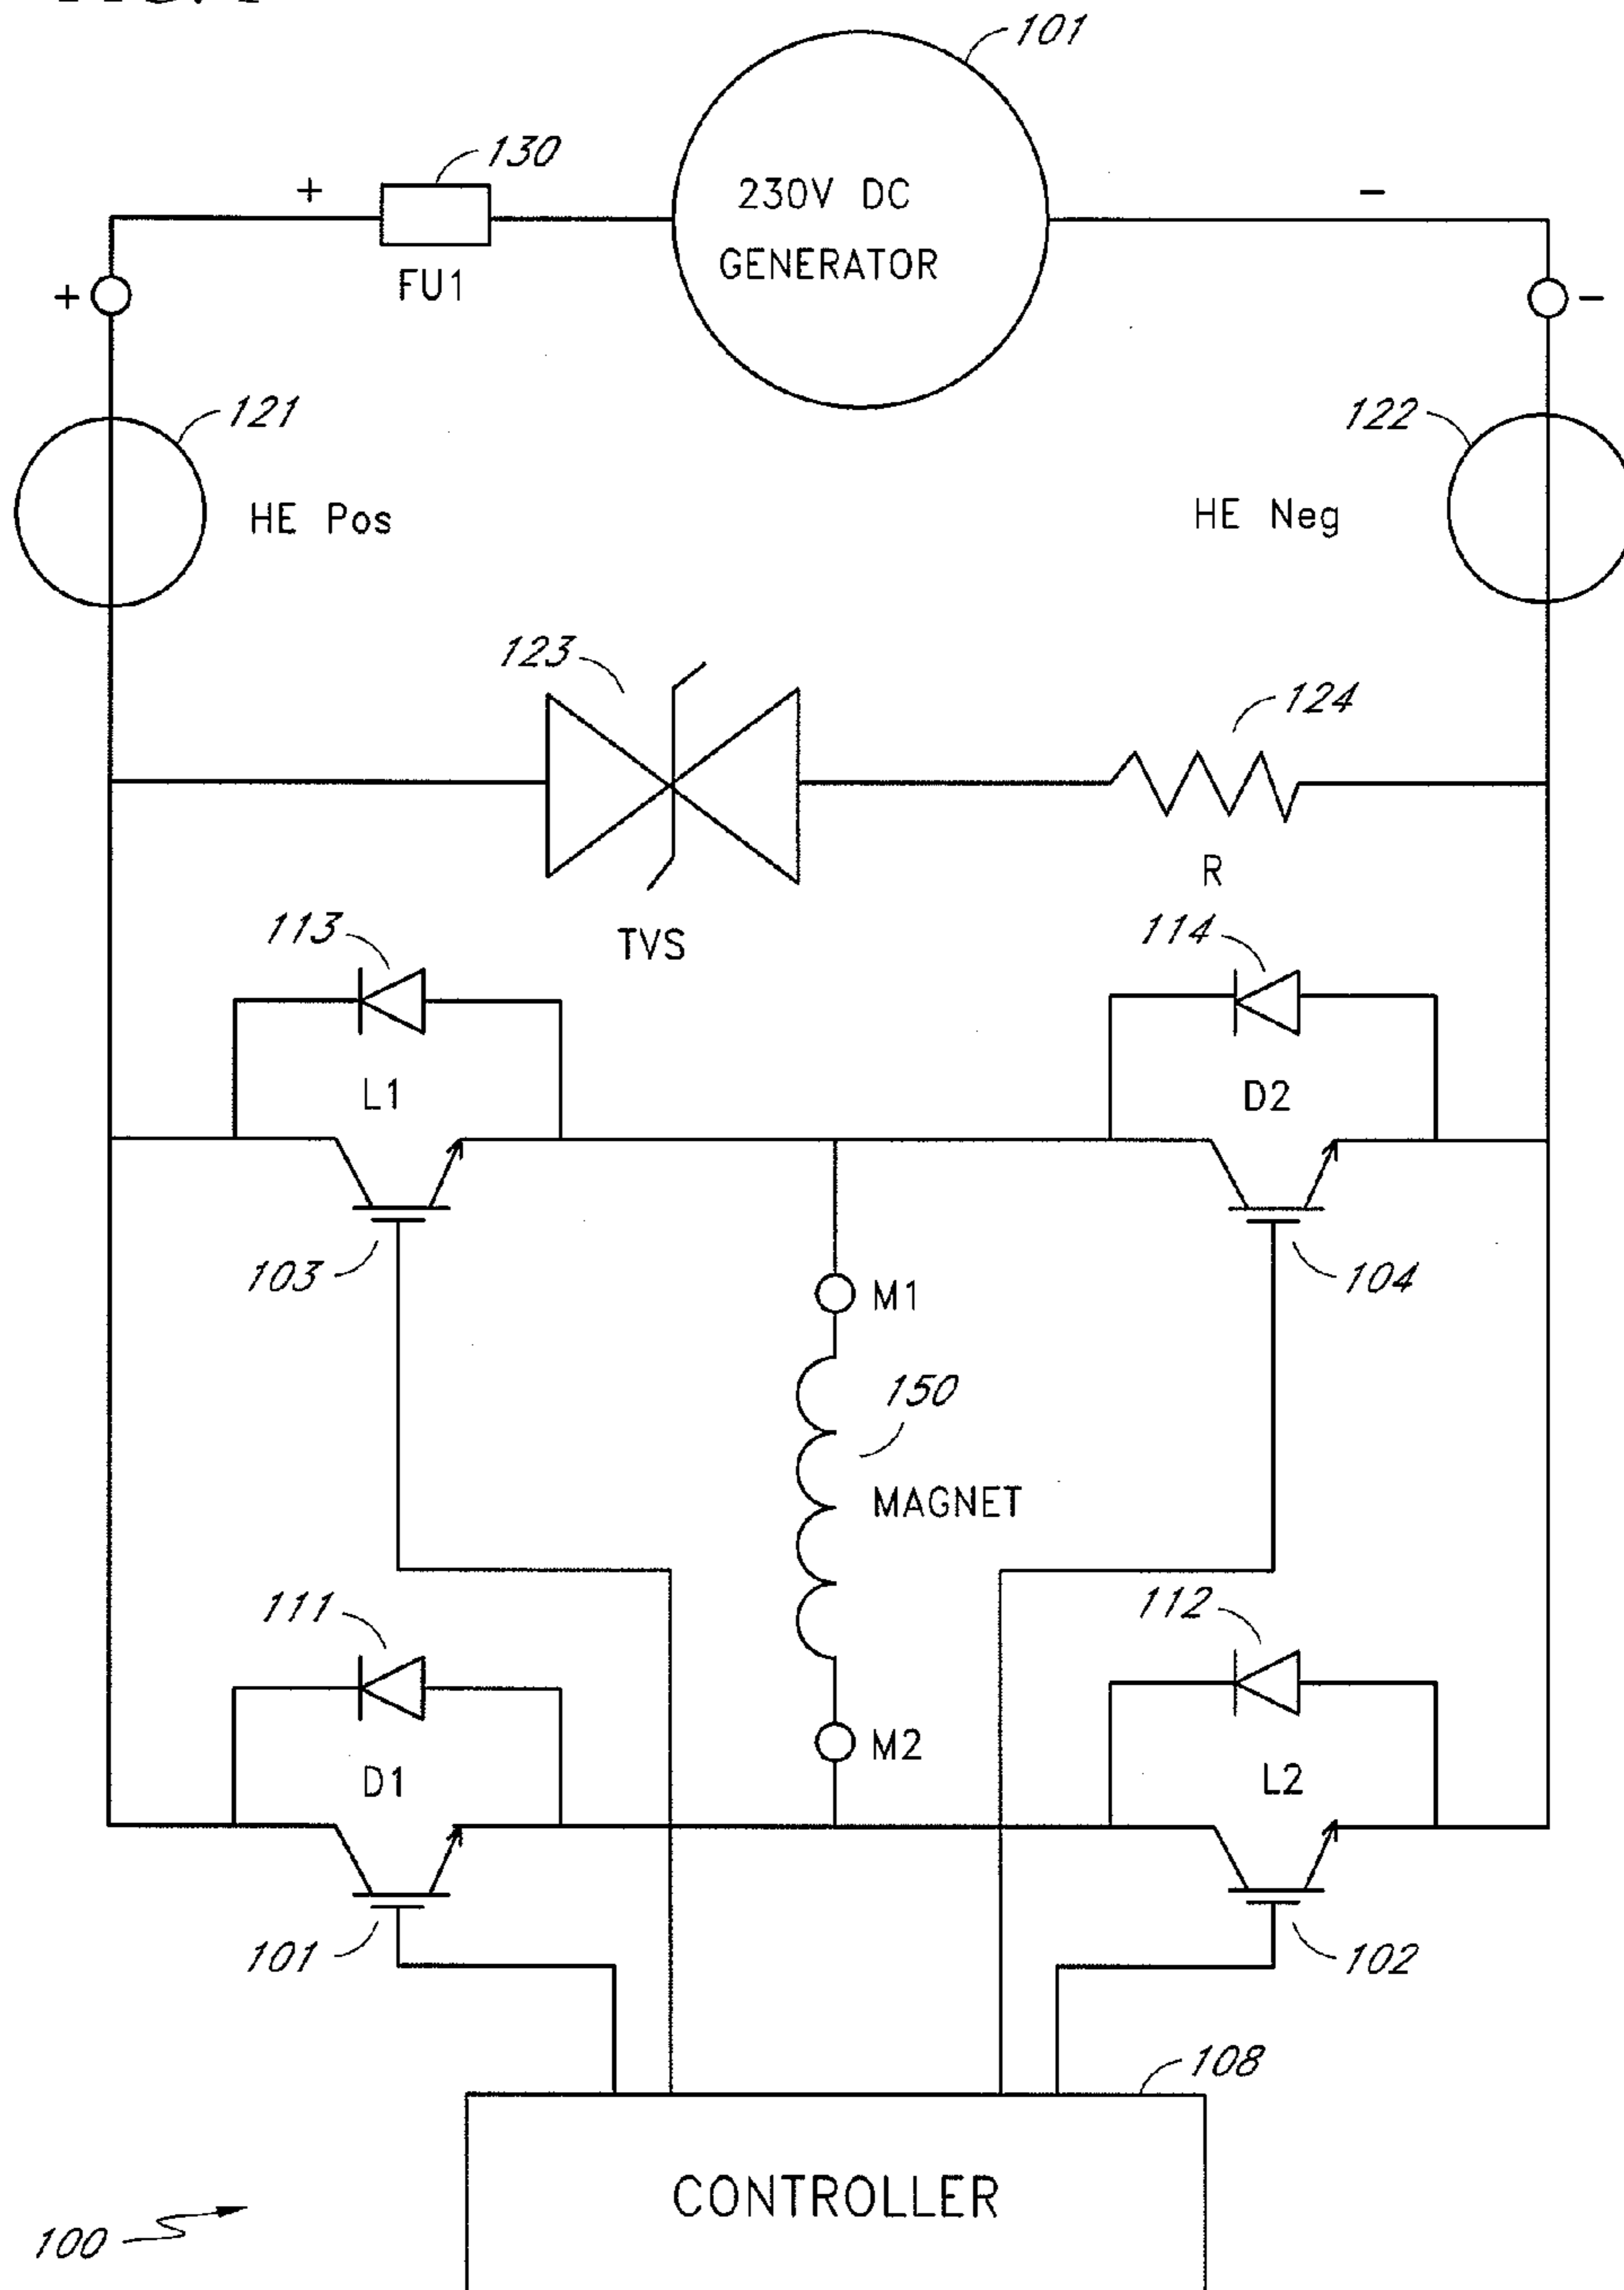 101
130
+
230V DC
-
GENERATOR
FU1
+
-
121
122
HE Pos
HE Neg
123
124
R
TVS
113
114
L1
D2
103
104
M1
150
MAGNET
111
112
M2
D1
L2
101
102
108
CONTROLLER
100